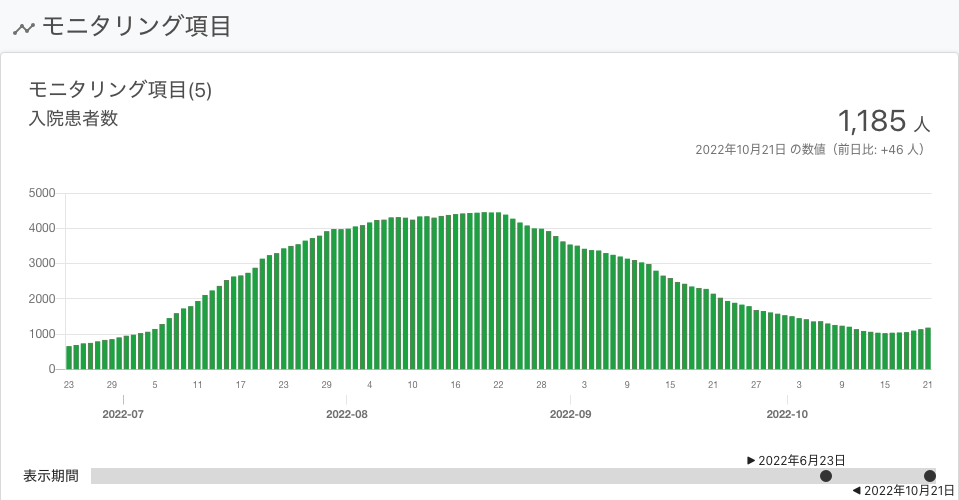 モニタリング項目
モニタリング項目(5)
入院患者数
1,185 人
2022年10月21日 の数値（前日比: +46 人）
5000
4000
3000
2000
1000
0
23 29 5 11 17 23 29 4 10 16 22 28 3 9 15 21 27 3 9 15 21
2022-07 2022-08 2022-09 2022-10
▶ 2022年6月23日
表示期間
◀ 2022年10月21日